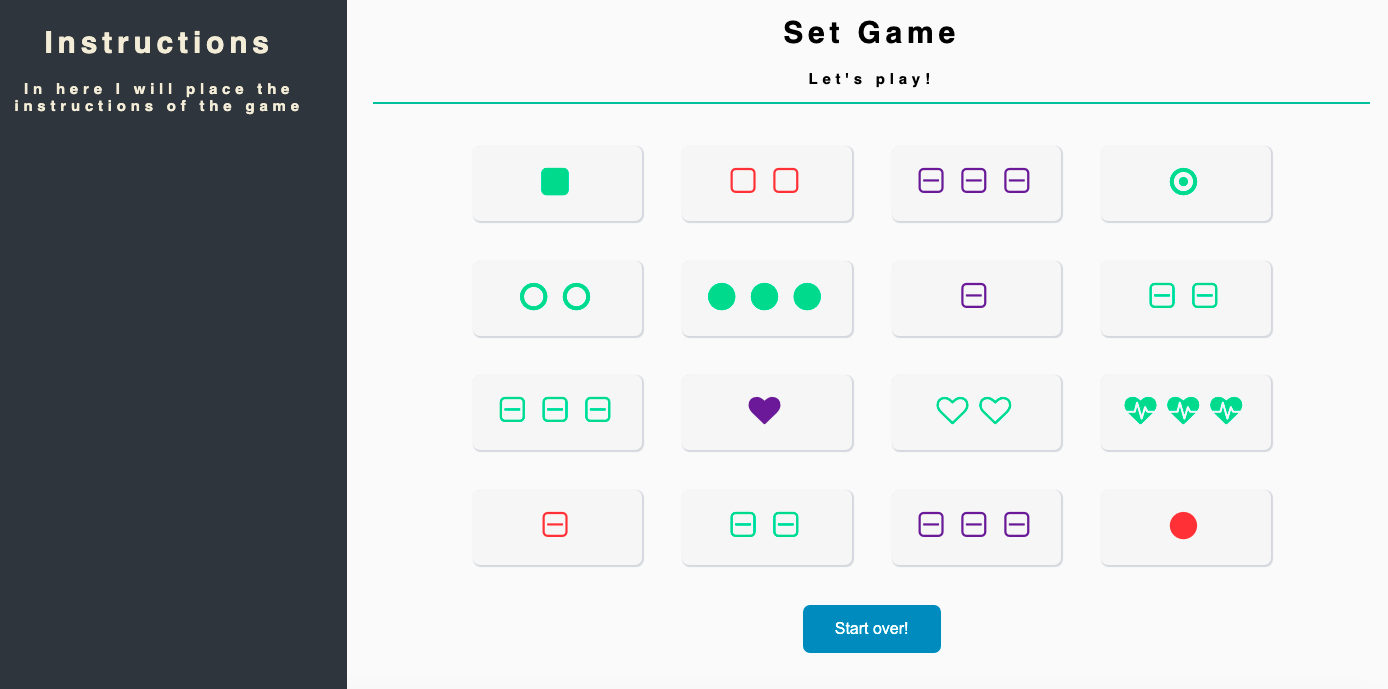 Instructions
In here I will place the
instructions of the game
Set Game
Let's play!
Start over!